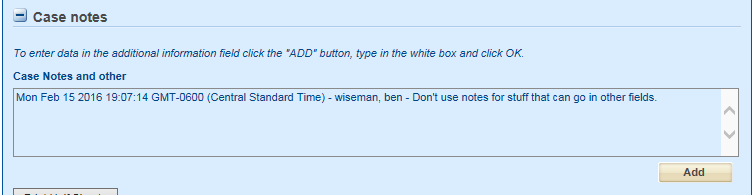 Case notes
To enter data in the additional information field click the "ADD" button, type in the white box and click OK.
Case Notes and other
Mon Feb 15 2016 19:07:14 GMT-0600 (Central Standard Time) - wiseman, ben - Don't use notes for stuff that can go in other fields.
Add